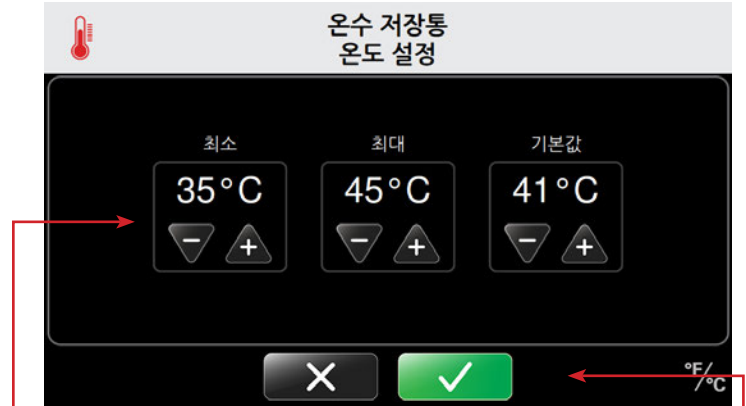 온수 저장통
온도 설정
최소 최대 기본값
35°C 45°C 41°C
− + − + − +
°F/
/°C